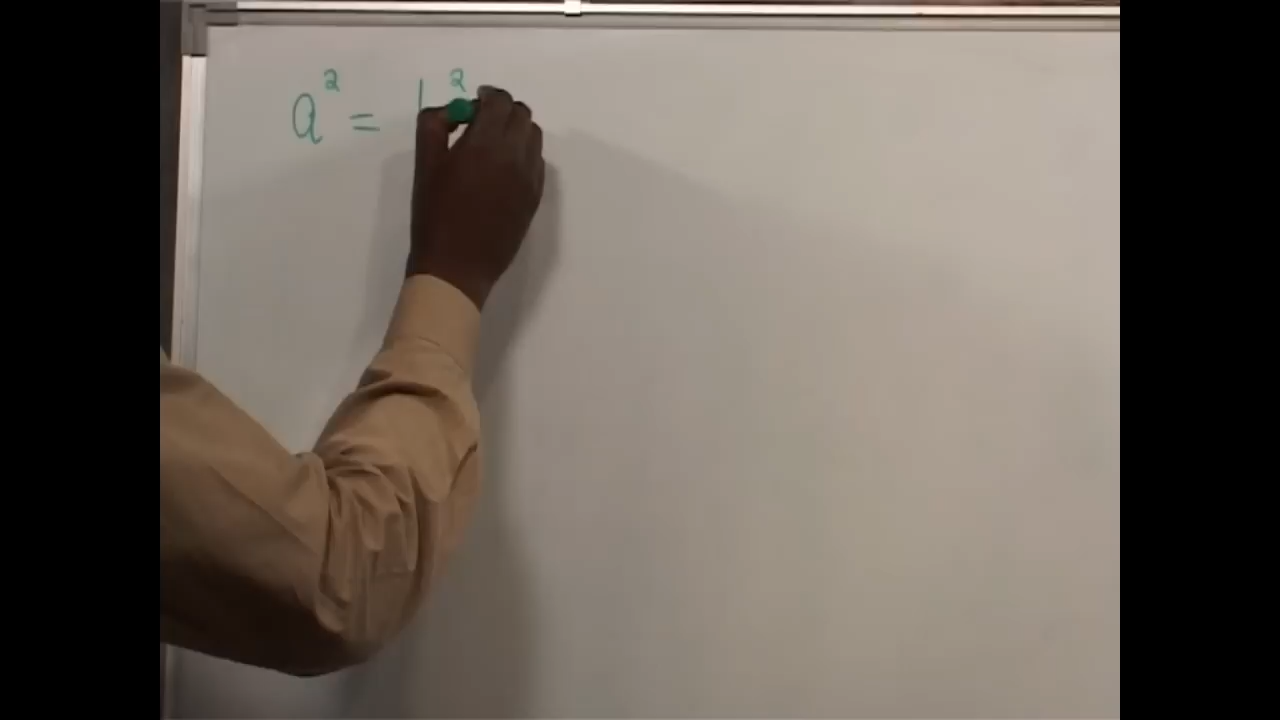 a² = b²